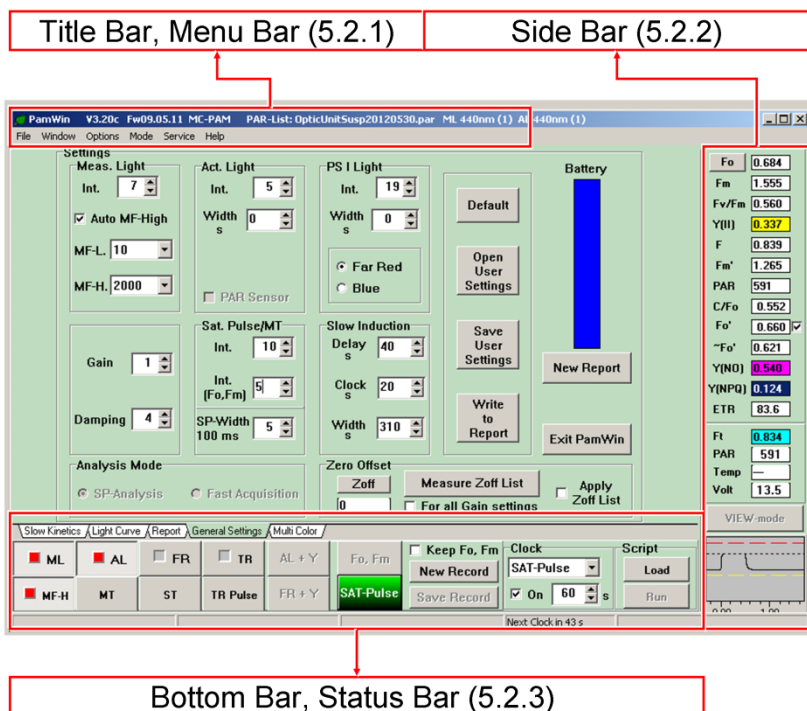 Title Bar, Menu Bar (5.2.1)
Side Bar (5.2.2)
PamWin V3.20c Fw09.05.11 MC-PAM PAR-List: OpticUnitSusp20120530.par ML 440nm (1) AL 440nm (1)
File Window Options Mode Service Help
Settings
Meas. Light
Int. 7
Auto MF-High
MF-L. 10
MF-H. 2000
Act. Light
Int. 5
Width s 0
PAR Sensor
PS I Light
Int. 19
Width s 0
Far Red
Blue
Default
Open User Settings
Save User Settings
Write to Report
Battery
New Report
Exit PamWin
Gain 1
Damping 4
Sat. Pulse/MT
Int. 10
Int. (Fo,Fm) 5
SP-Width 100 ms 5
Slow Induction
Delay s 40
Clock s 20
Width s 310
Analysis Mode
SP-Analysis
Fast Acquisition
Zero Offset
Zoff
0
Measure Zoff List
For all Gain settings
Apply Zoff List
Fo 0.684
Fm 1.555
Fv/Fm 0.560
Y(II) 0.337
F 0.839
Fm' 1.265
PAR 591
C/Fo 0.552
Fo' 0.660
~Fo' 0.621
Y(NO) 0.540
Y(NPQ) 0.124
ETR 83.6
Ft 0.834
PAR 591
Temp —
Volt 13.5
VIEW-mode
0.00 1.00
Slow Kinetics Light Curve Report General Settings Multi Color
ML AL FR TR AL + Y Fo, Fm
MF-H MT ST TR Pulse FR + Y SAT-Pulse
Keep Fo, Fm
New Record
Save Record
Clock
SAT-Pulse
On 60 s
Script
Load
Run
Next Clock in 43 s
Bottom Bar, Status Bar (5.2.3)